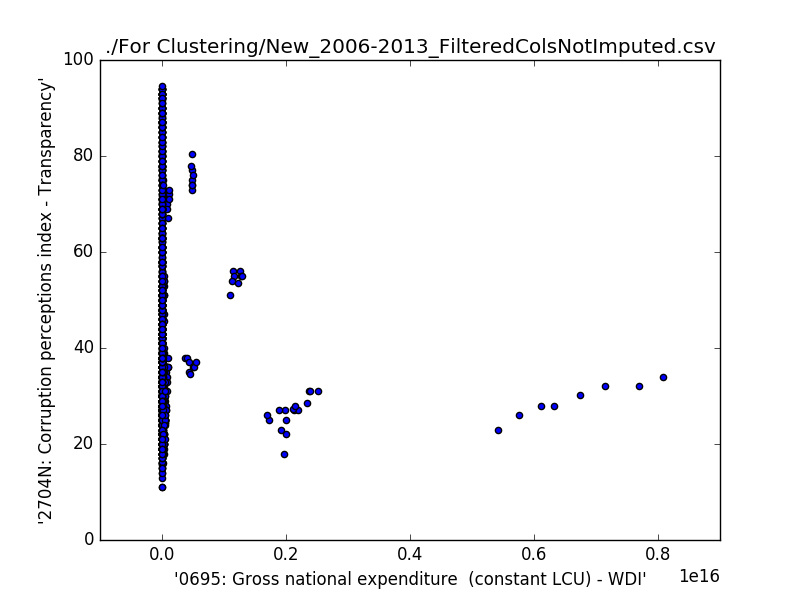 ./For Clustering/New_2006-2013_FilteredColsNotImputed.csv
100
80
60
40
20
0
'2704N: Corruption perceptions index - Transparency'
0.0 0.2 0.4 0.6 0.8
1e16
'0695: Gross national expenditure  (constant LCU) - WDI'